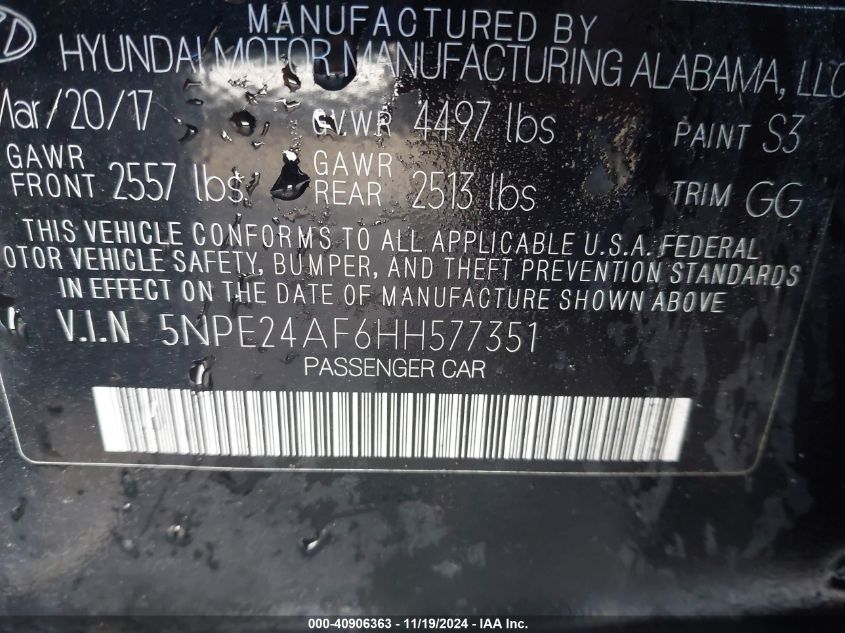 MANUFACTURED BY
HYUNDAI MOTOR MANUFACTURING ALABAMA, LLC
Mar/20/17 GVWR 4497 lbs PAINT S3
GAWR FRONT 2557 lbs GAWR REAR 2513 lbs TRIM GG
THIS VEHICLE CONFORMS TO ALL APPLICABLE U.S.A. FEDERAL
OTOR VEHICLE SAFETY, BUMPER, AND THEFT PREVENTION STANDARDS
IN EFFECT ON THE DATE OF MANUFACTURE SHOWN ABOVE
V.I.N 5NPE24AF6HH577351
PASSENGER CAR
000-40906363 - 11/19/2024 - IAA Inc.